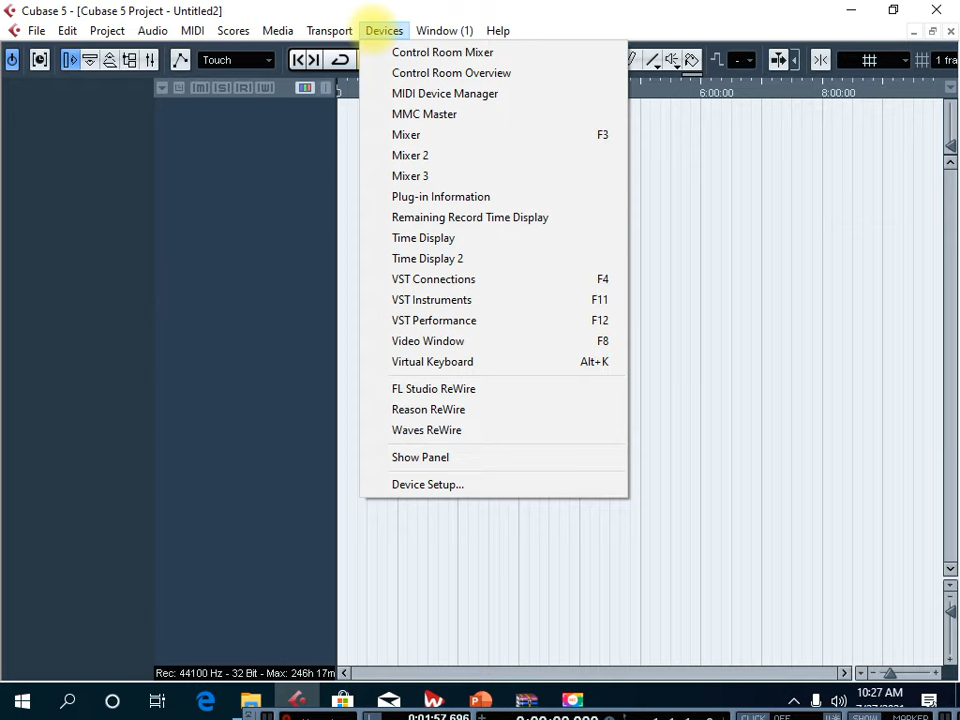 Cubase 5 - [Cubase 5 Project - Untitled2]
File Edit Project Audio MIDI Scores Media Transport Devices Window (1) Help
Touch
1 fra
6:00:00 8:00:00
Control Room Mixer
Control Room Overview
MIDI Device Manager
MMC Master
Mixer F3
Mixer 2
Mixer 3
Plug-in Information
Remaining Record Time Display
Time Display
Time Display 2
VST Connections F4
VST Instruments F11
VST Performance F12
Video Window F8
Virtual Keyboard Alt+K
FL Studio ReWire
Reason ReWire
Waves ReWire
Show Panel
Device Setup...
Rec: 44100 Hz - 32 Bit - Max: 246h 17m
10:27 AM